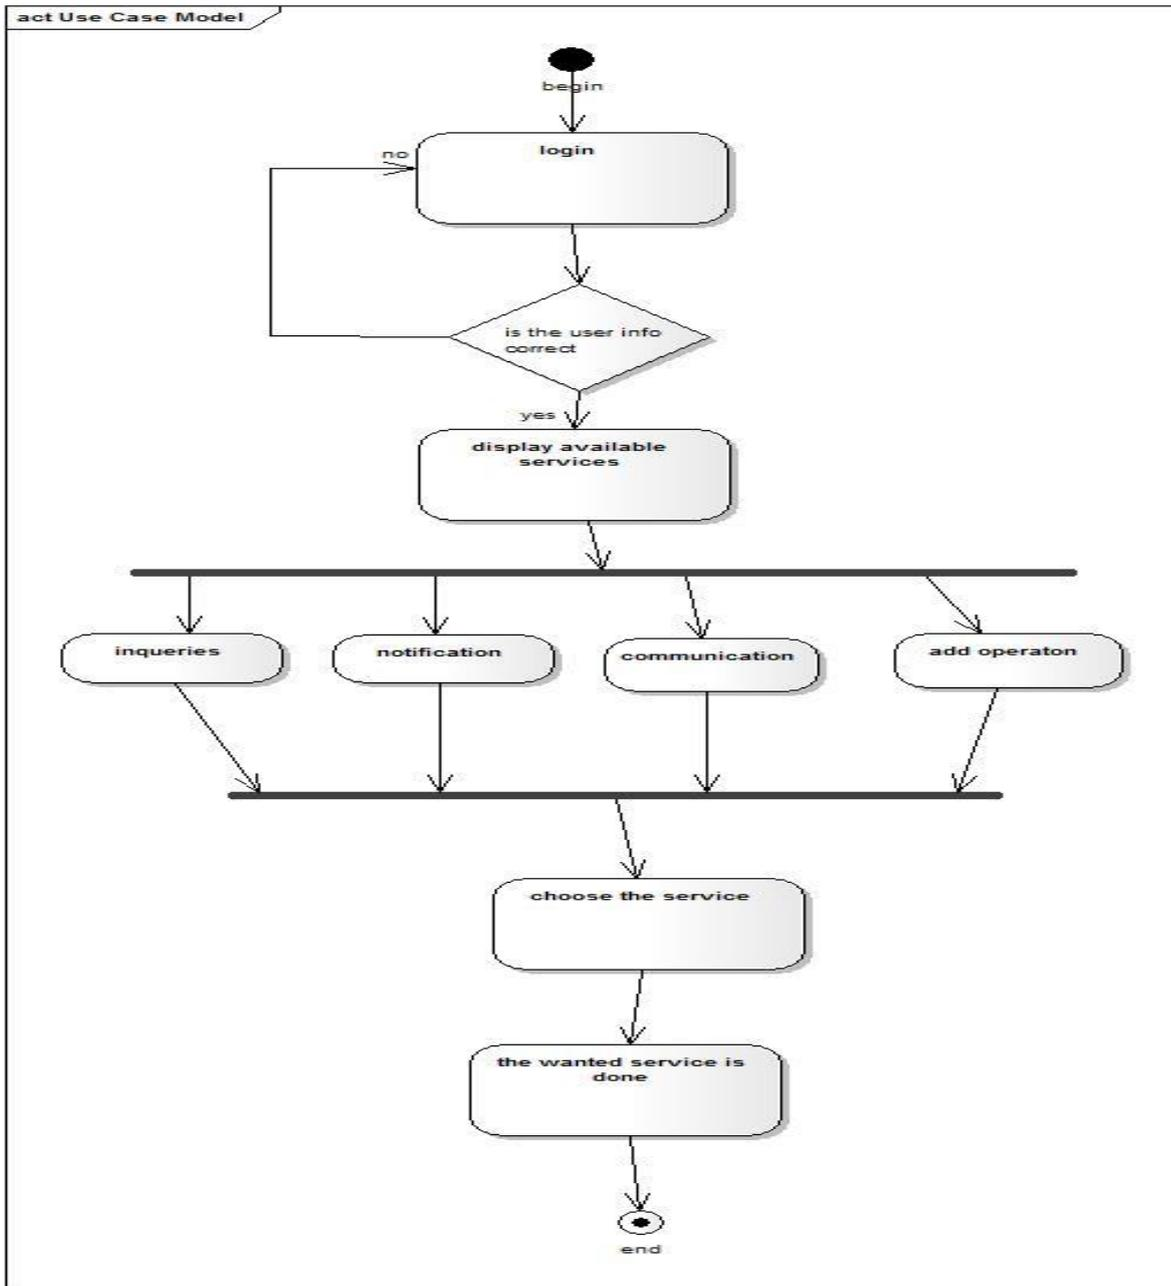 act Use Case Model
begin
login
no
is the user info
correct
yes
display available
services
inqueries
notification
communication
add operaton
choose the service
the wanted service is
done
end